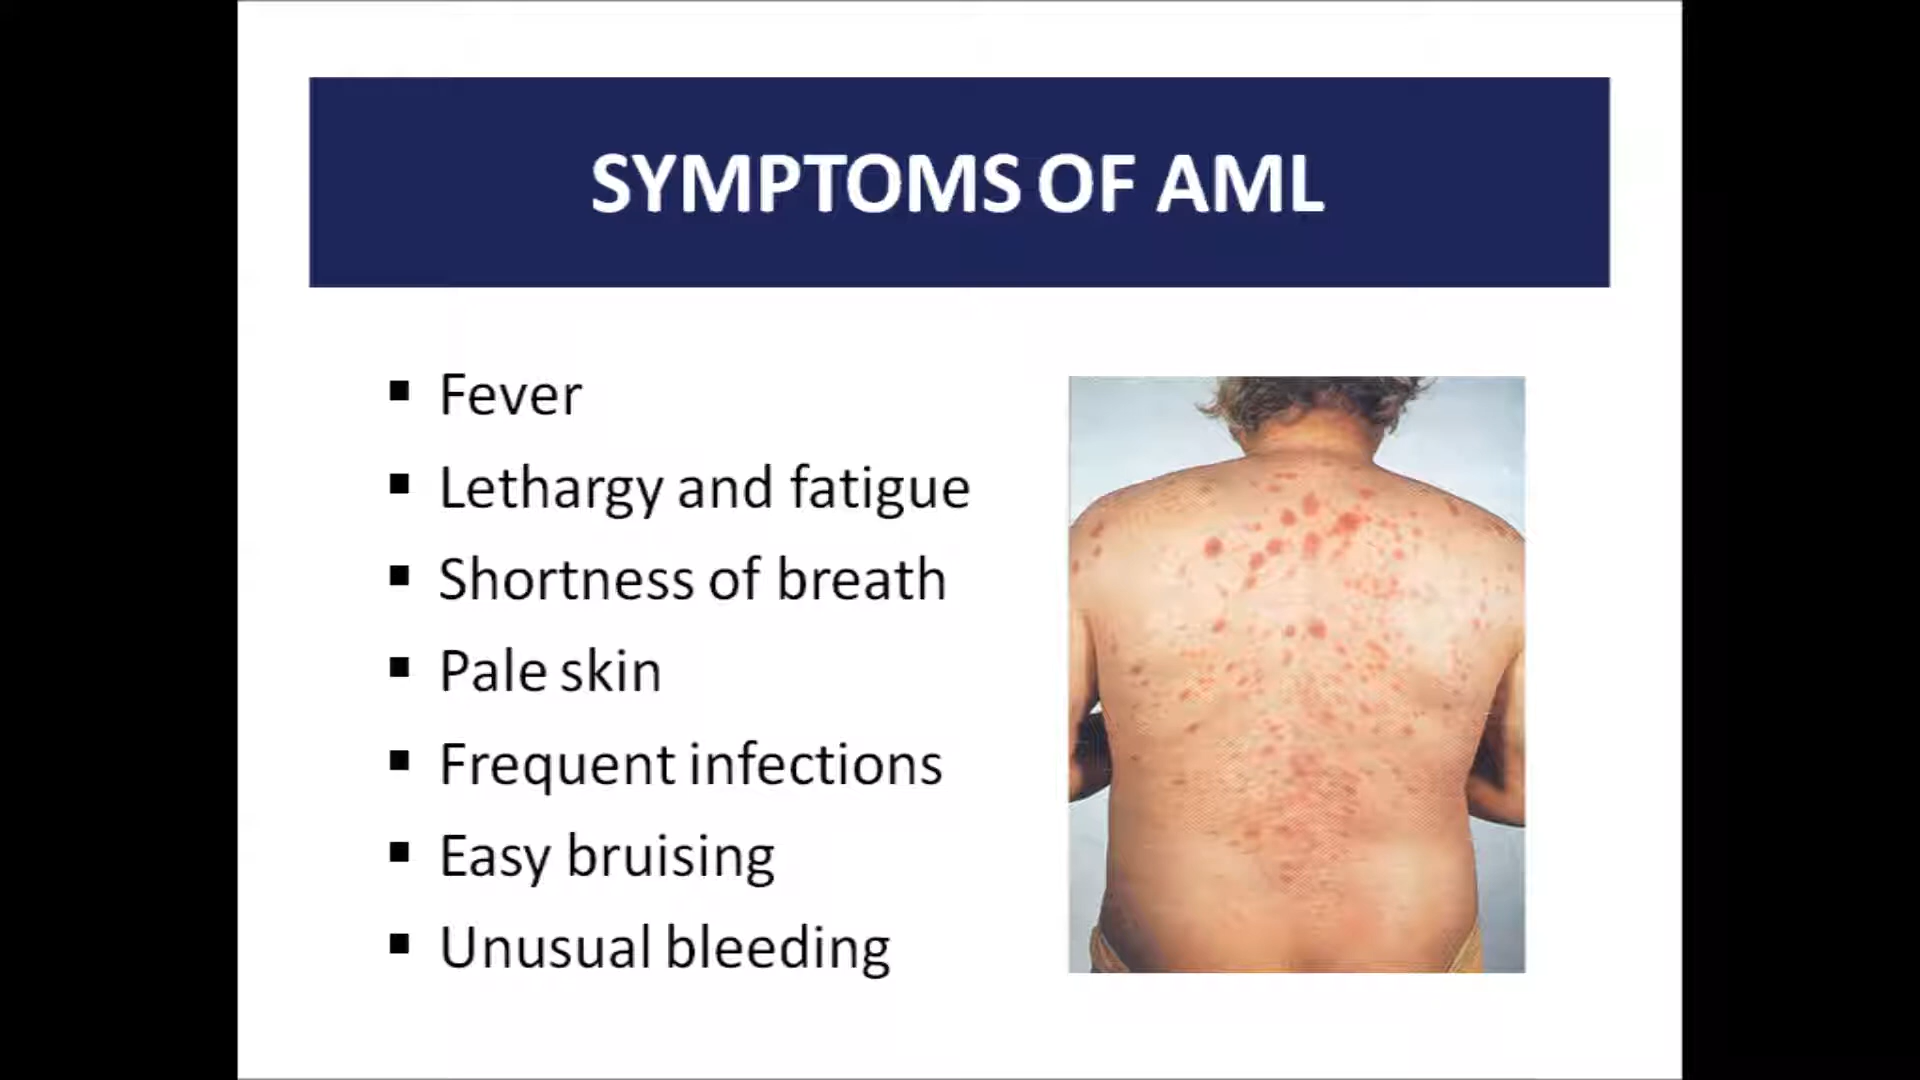 SYMPTOMS OF AML
▪ Fever
▪ Lethargy and fatigue
▪ Shortness of breath
▪ Pale skin
▪ Frequent infections
▪ Easy bruising
▪ Unusual bleeding